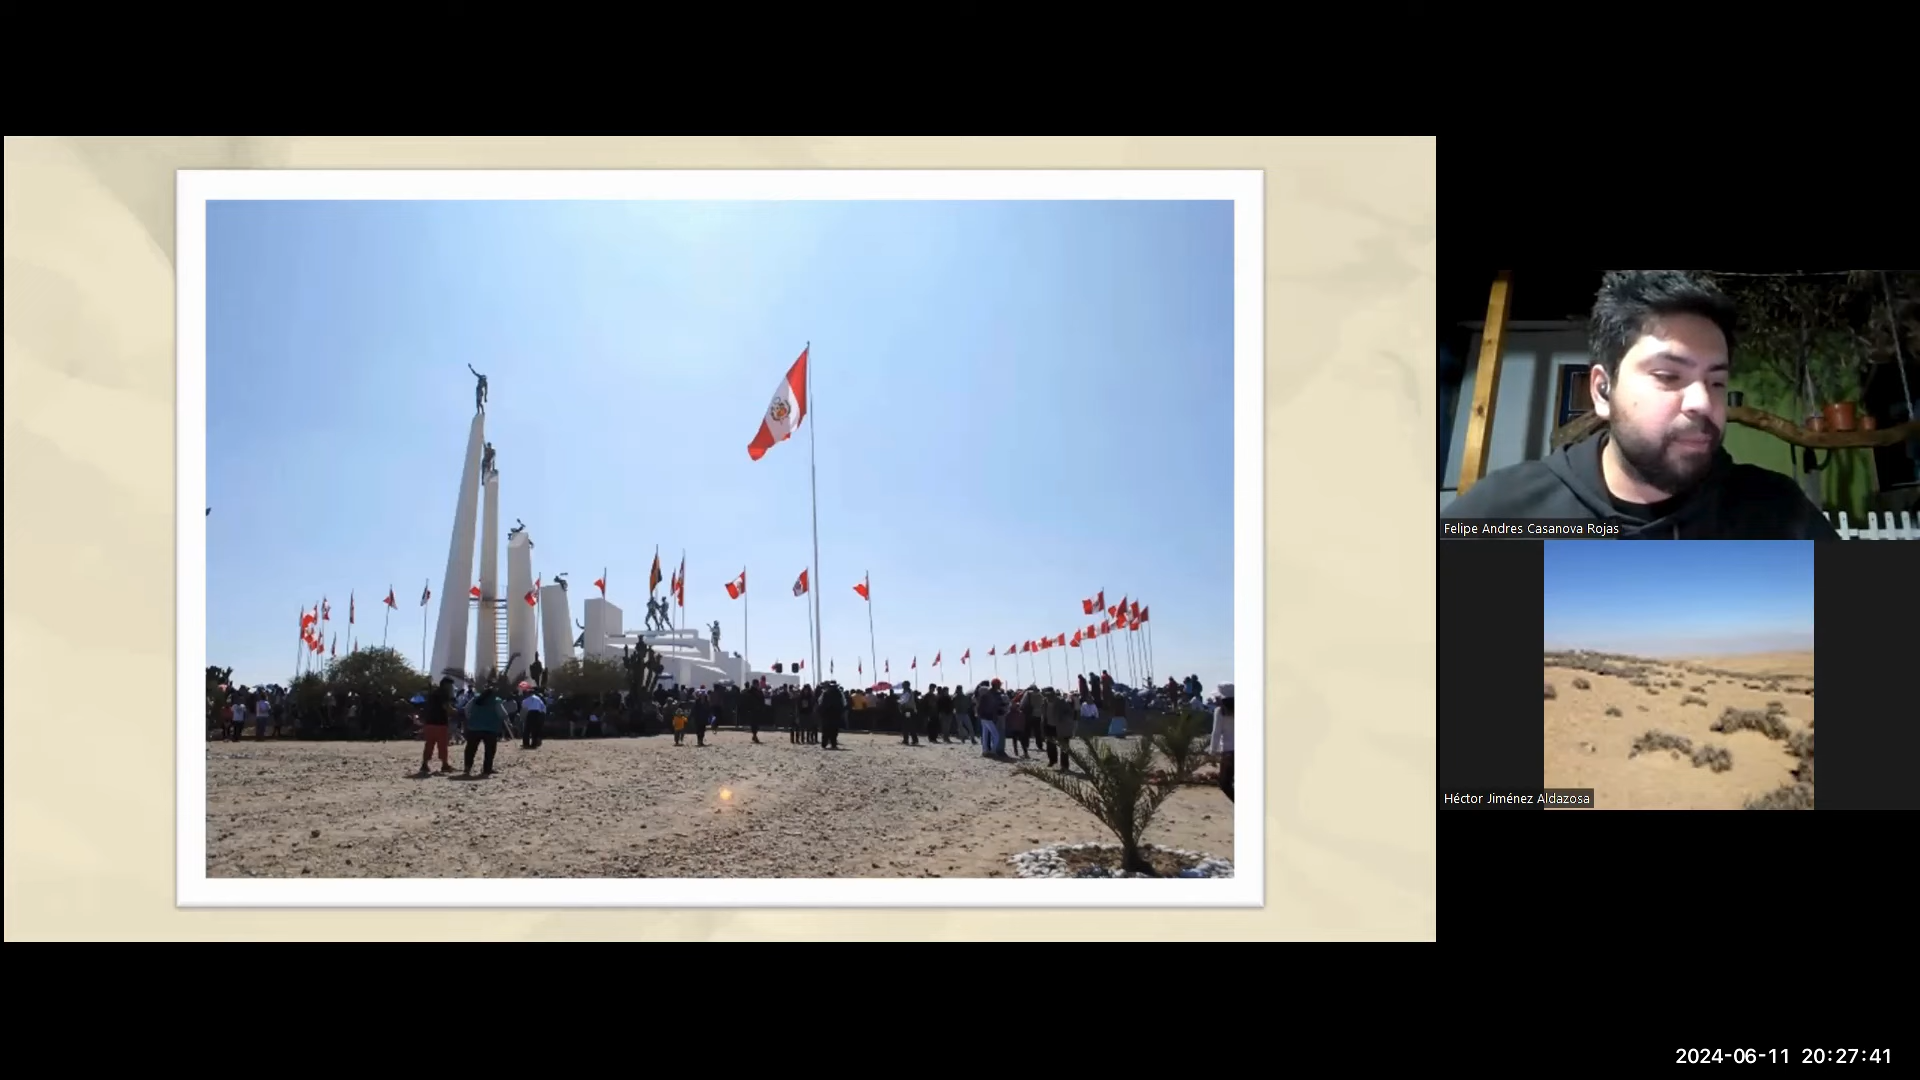 Felipe Andres Casanova Rojas
Héctor Jiménez Aldazosa
2024-06-11 20:27:41